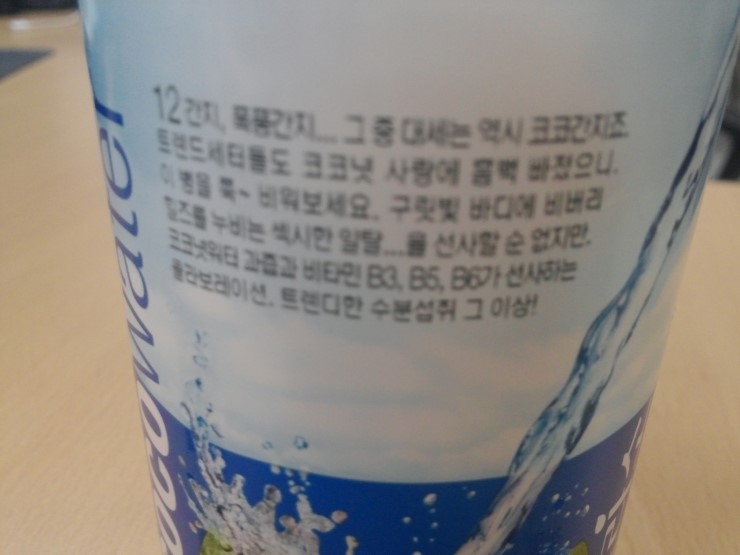 12간지, 폭풍간지... 그 중 대세는 역시 코코간지죠.
트렌드세터들도 코코넛 사랑에 흠뻑 빠졌으니,
이 병을 쭉~ 비워보세요. 구릿빛 바디에 비버리
힐즈를 누비는 섹시한 일탈...을 선사할 순 없지만,
코코넛워터 과즙과 비타민 B3, B5, B6가 선사하는
콜라보레이션. 트렌디한 수분섭취 그 이상!
cocowater